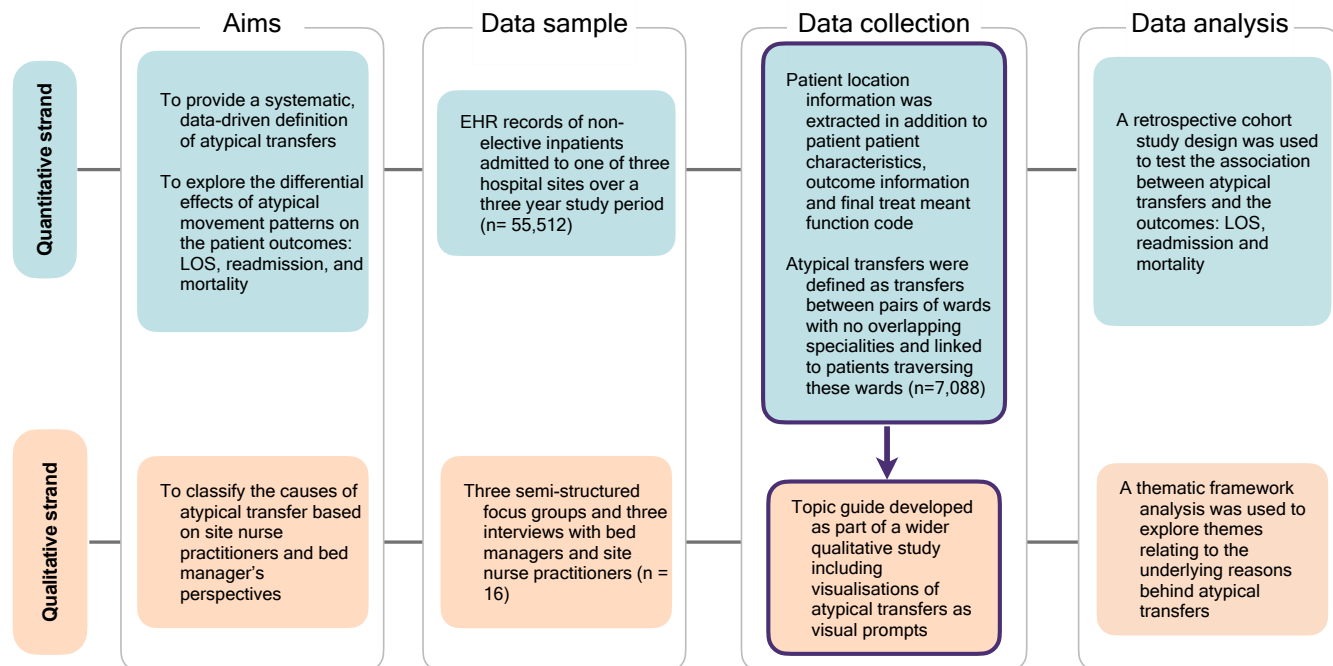 Aims
Data sample
Data collection
Data analysis
Quantitative strand
To provide a systematic,
data-driven definition
of atypical transfers
To explore the differential
effects of atypical
movement patterns on
the patient outcomes:
LOS, readmission, and
mortality
EHR records of non-
elective inpatients
admitted to one of three
hospital sites over a
three year study period
(n= 55,512)
Patient location
information was
extracted in addition to
patient patient
characteristics,
outcome information
and final treat meant
function code
Atypical transfers were
defined as transfers
between pairs of wards
with no overlapping
specialities and linked
to patients traversing
these wards (n=7,088)
A retrospective cohort
study design was used
to test the association
between atypical
transfers and the
outcomes: LOS,
readmission and
mortality
Qualitative strand
To classify the causes of
atypical transfer based
on site nurse
practitioners and bed
manager’s
perspectives
Three semi-structured
focus groups and three
interviews with bed
managers and site
nurse practitioners (n =
16)
Topic guide developed
as part of a wider
qualitative study
including
visualisations of
atypical transfers as
visual prompts
A thematic framework
analysis was used to
explore themes
relating to the
underlying reasons
behind atypical
transfers